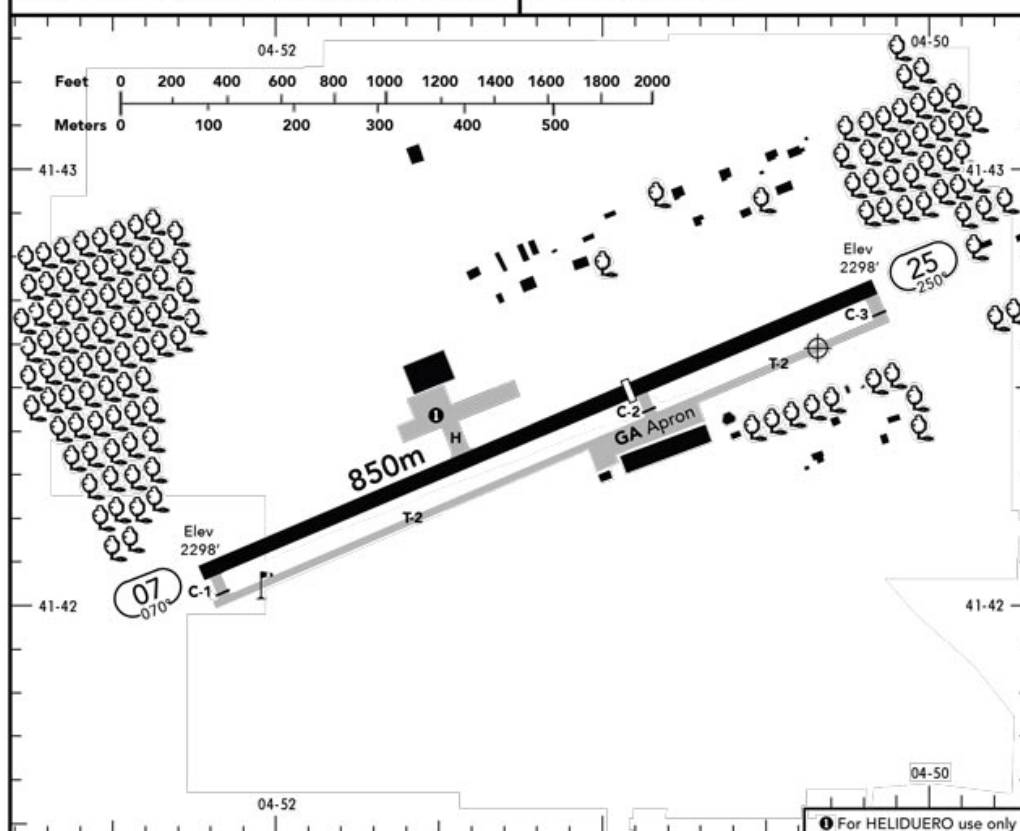 04-52
04-50
Feet 0 200 400 600 800 1000 1200 1400 1600 1800 2000
Meters 0 100 200 300 400 500
41-43
41-43
Elev
2298'
25
250°
C-3
T-2
C-2
GA Apron
1
H
850m
T-2
Elev
2298'
07
070°
C-1
41-42
41-42
04-50
04-52
1 For HELIDUERO use only